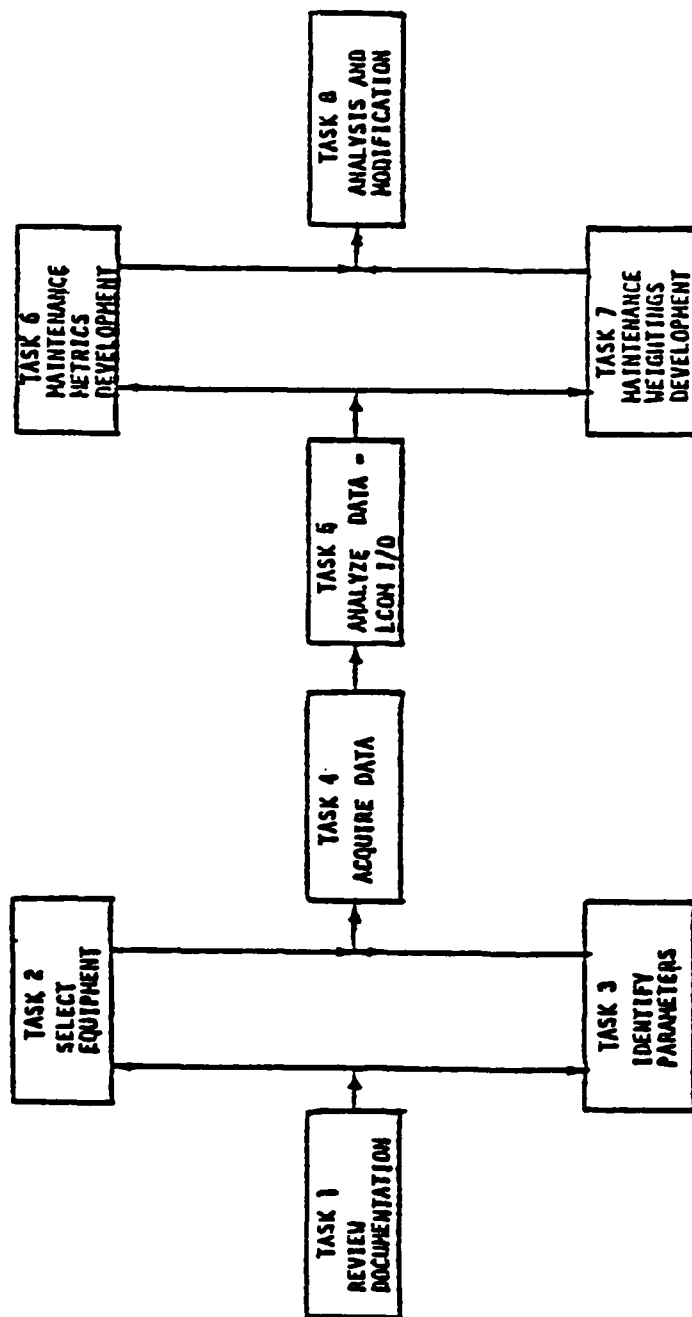 TASK 1
REVIEW
DOCUMENTATION
TASK 2
SELECT
EQUIPMENT
TASK 3
IDENTIFY
PARAMETERS
TASK 4
ACQUIRE DATA
TASK 5
ANALYZE DATA -
LCOM I/O
TASK 6
MAINTENANCE
METRICS
DEVELOPMENT
TASK 7
MAINTENANCE
WEIGHTINGS
DEVELOPMENT
TASK 8
ANALYSIS AND
MODIFICATION